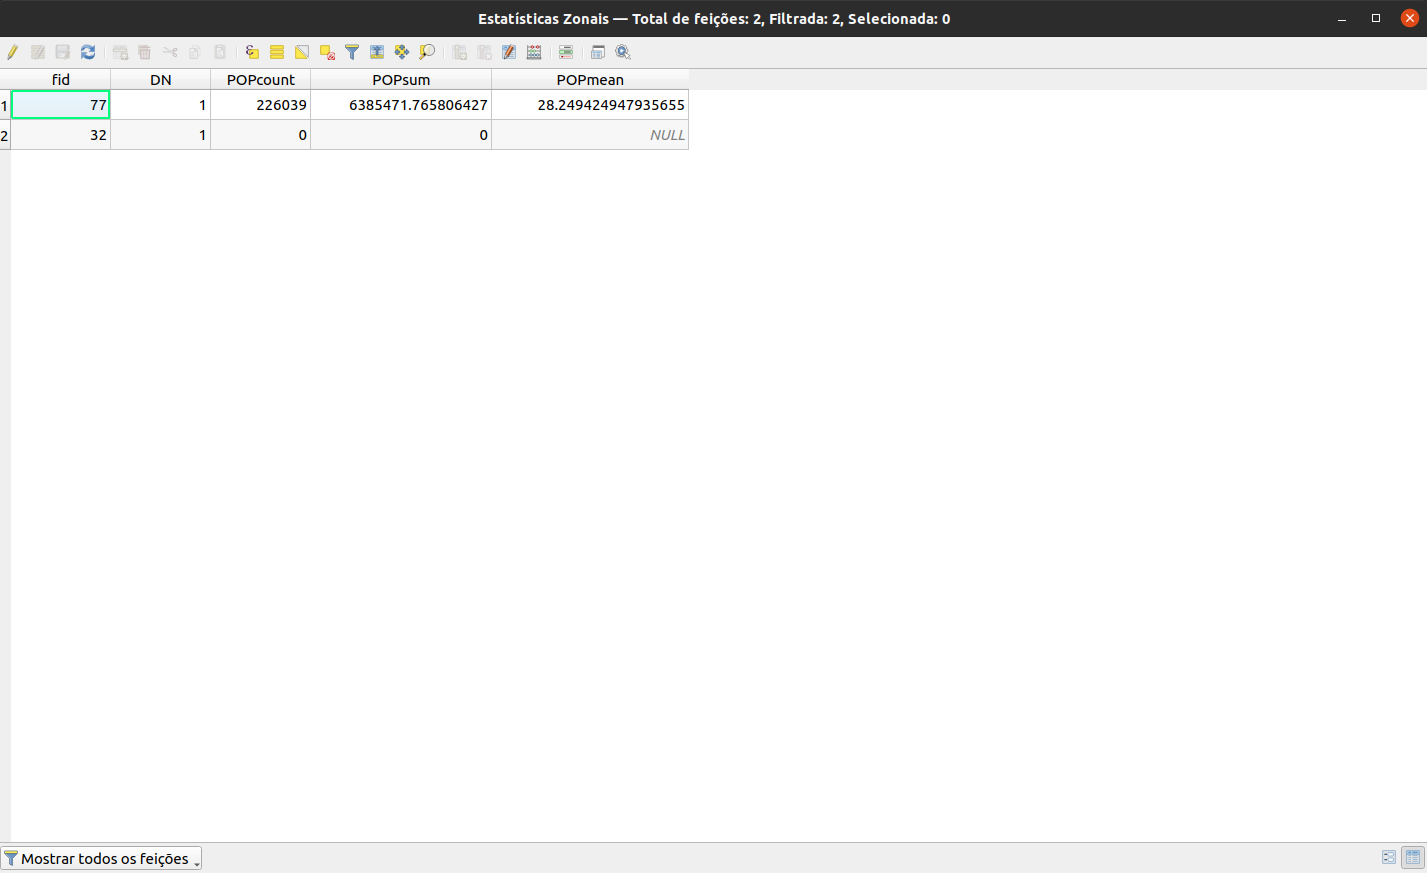 Estatísticas Zonais — Total de feições: 2, Filtrada: 2, Selecionada: 0
fid DN POPcount POPsum POPmean
1 77 1 226039 6385471.765806427 28.249424947935655
2 32 1 0 0 NULL
Mostrar todos os feições